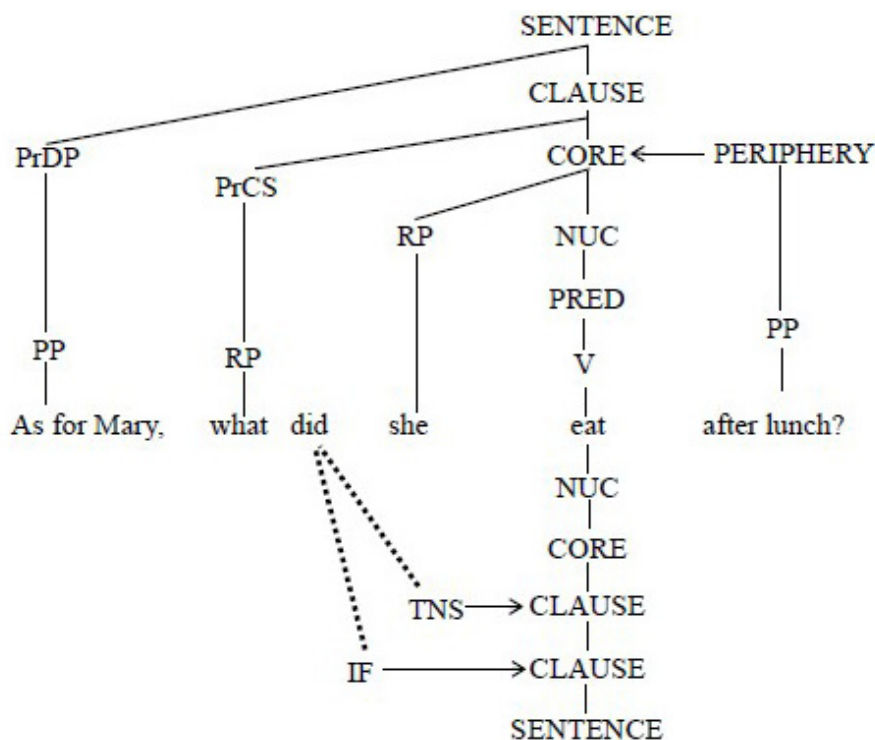 SENTENCE
CLAUSE
PrDP
PrCS
CORE
PERIPHERY
RP
NUC
PRED
PP
RP
V
PP
As for Mary, what did she eat after lunch?
NUC
CORE
TNS CLAUSE
IF CLAUSE
SENTENCE